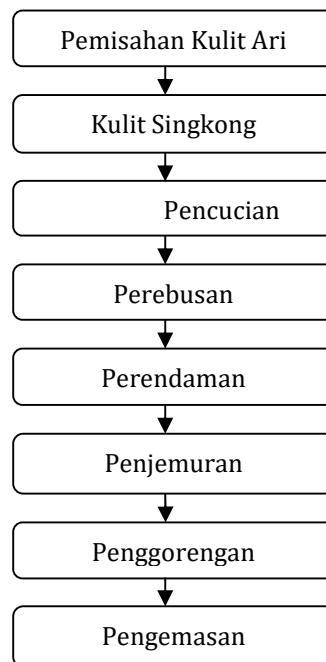 Pemisahan Kulit Ari
Kulit Singkong
Pencucian
Perebusan
Perendaman
Penjemuran
Penggorengan
Pengemasan